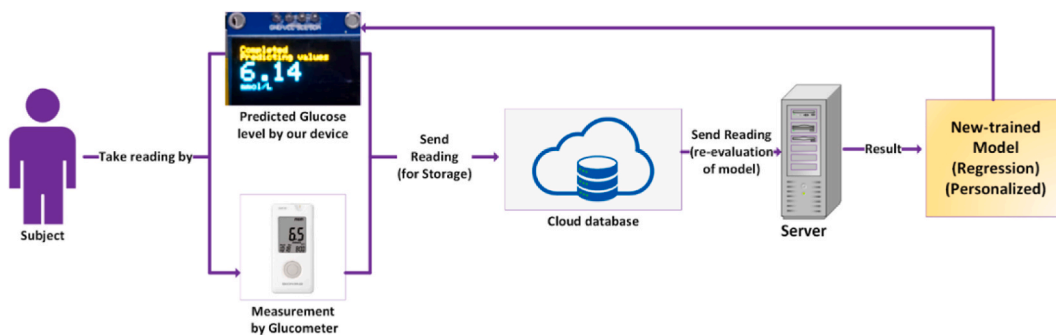 Completed
Predicting values
6.14
mmol/L
Predicted Glucose
level by our device
Subject
Take reading by
6.5
Measurement
by Glucometer
Send
Reading
(for Storage)
Cloud database
Send Reading
(re-evaluation
of model)
Server
Result
New-trained
Model
(Regression)
(Personalized)